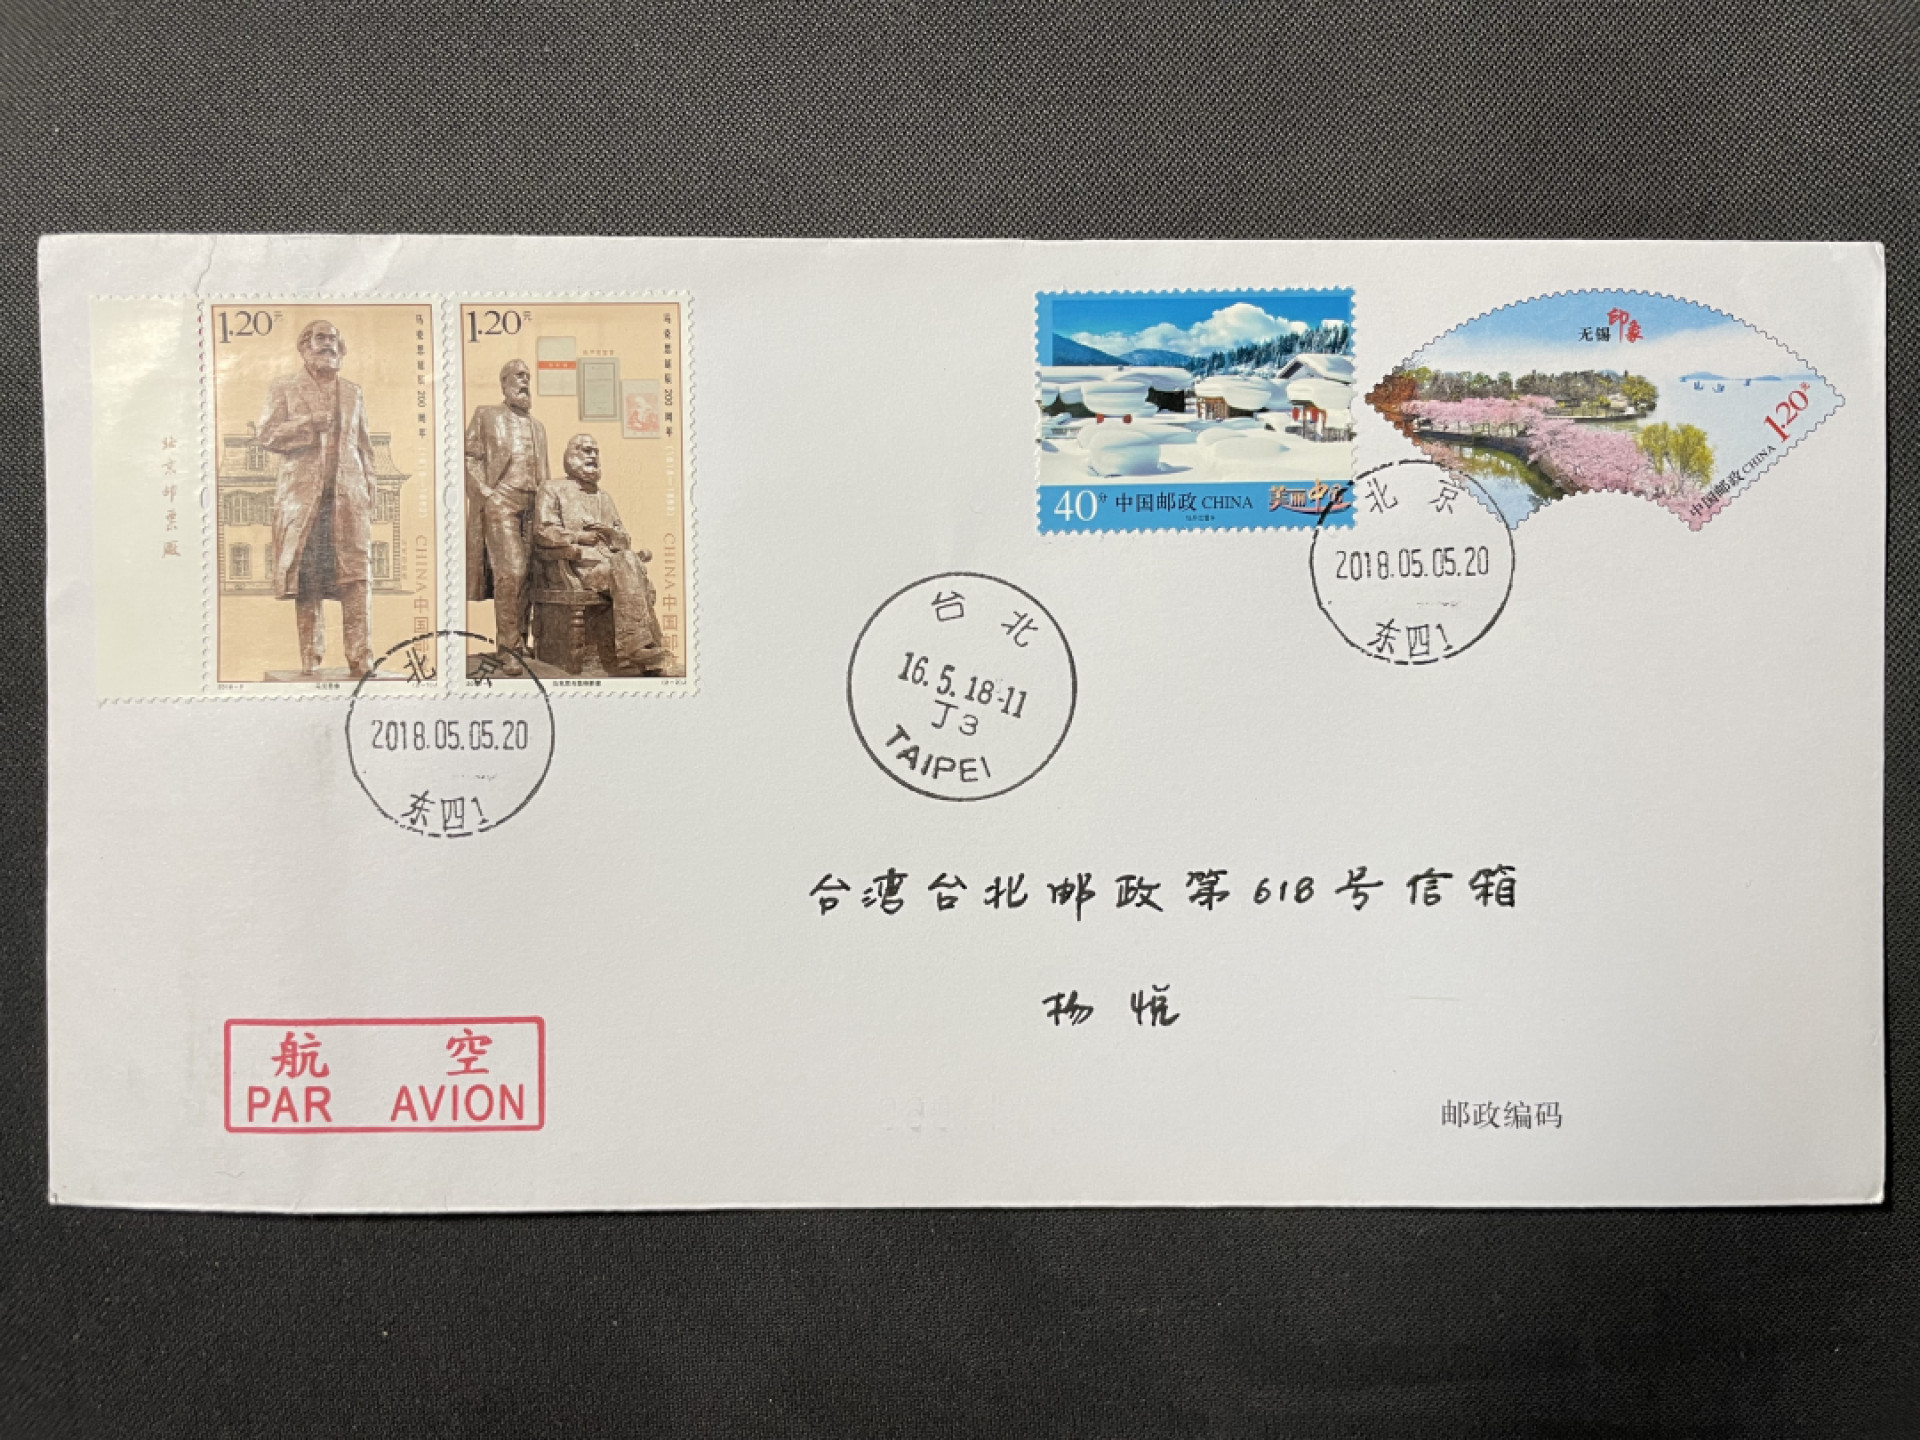 1.20元
马克思诞辰200周年
CHINA 中国邮
北京邮票厂
马克思像
1.20元
马克思诞辰200周年
CHINA 中国邮
北京
2018.05.05.20
东四1
台北
16.5.18-11
J3
TAIPEI
40分 中国邮政 CHINA
美丽中国
无锡印象
1.20元
中国邮政 CHINA
北京
2018.05.05.20
东四1
台湾台北邮政第618号信箱
杨悦
航空
PAR AVION
邮政编码